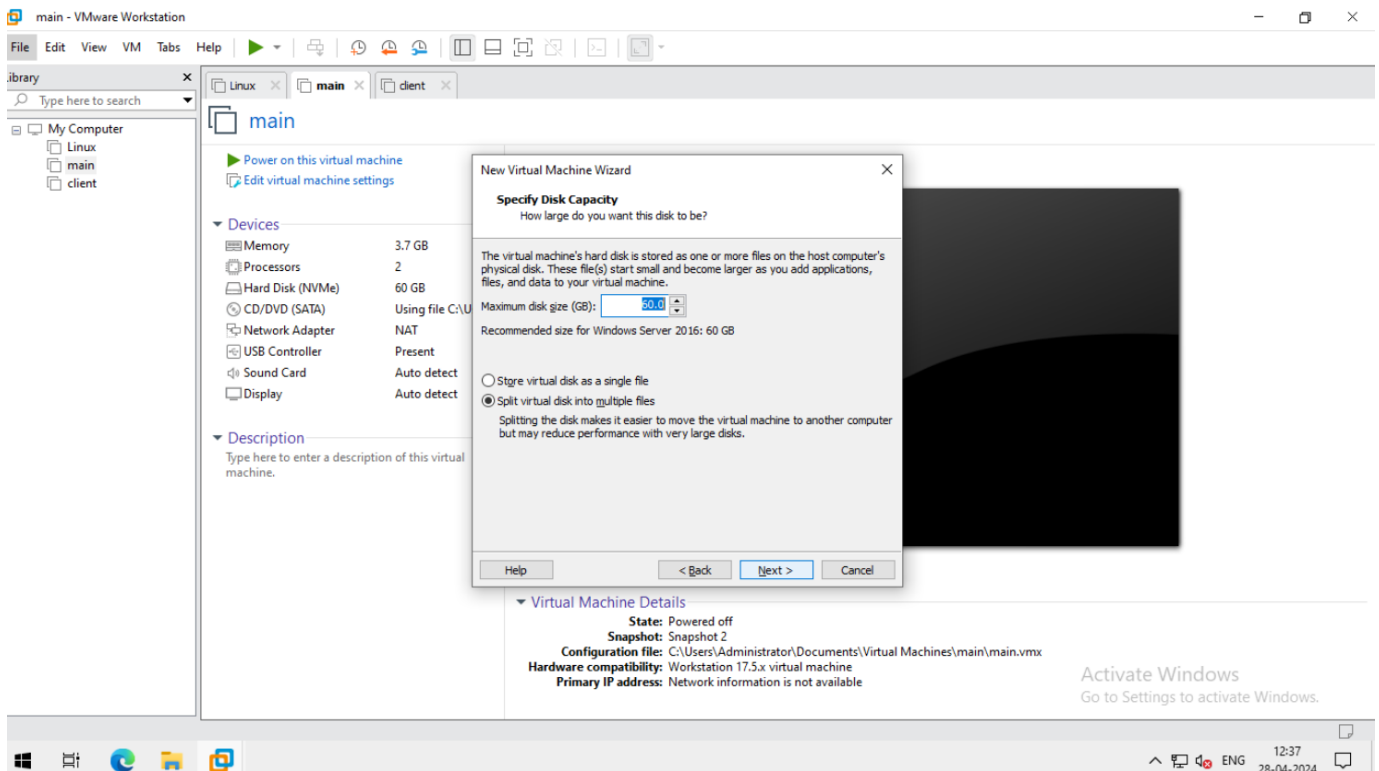 main - VMware Workstation
File Edit View VM Tabs Help
Library
Type here to search
My Computer
Linux
main
client
Linux main client
main
Power on this virtual machine
Edit virtual machine settings
Devices
Memory 3.7 GB
Processors 2
Hard Disk (NVMe) 60 GB
CD/DVD (SATA) Using file C:\U
Network Adapter NAT
USB Controller Present
Sound Card Auto detect
Display Auto detect
Description
Type here to enter a description of this virtual
machine.
New Virtual Machine Wizard
Specify Disk Capacity
How large do you want this disk to be?
The virtual machine's hard disk is stored as one or more files on the host computer's
physical disk. These file(s) start small and become larger as you add applications,
files, and data to your virtual machine.
Maximum disk size (GB): 60.0
Recommended size for Windows Server 2016: 60 GB
Store virtual disk as a single file
Split virtual disk into multiple files
Splitting the disk makes it easier to move the virtual machine to another computer
but may reduce performance with very large disks.
Help < Back Next > Cancel
Virtual Machine Details
State: Powered off
Snapshot: Snapshot 2
Configuration file: C:\Users\Administrator\Documents\Virtual Machines\main\main.vmx
Hardware compatibility: Workstation 17.5.x virtual machine
Primary IP address: Network information is not available
Activate Windows
Go to Settings to activate Windows.
ENG
12:37
28-04-2024